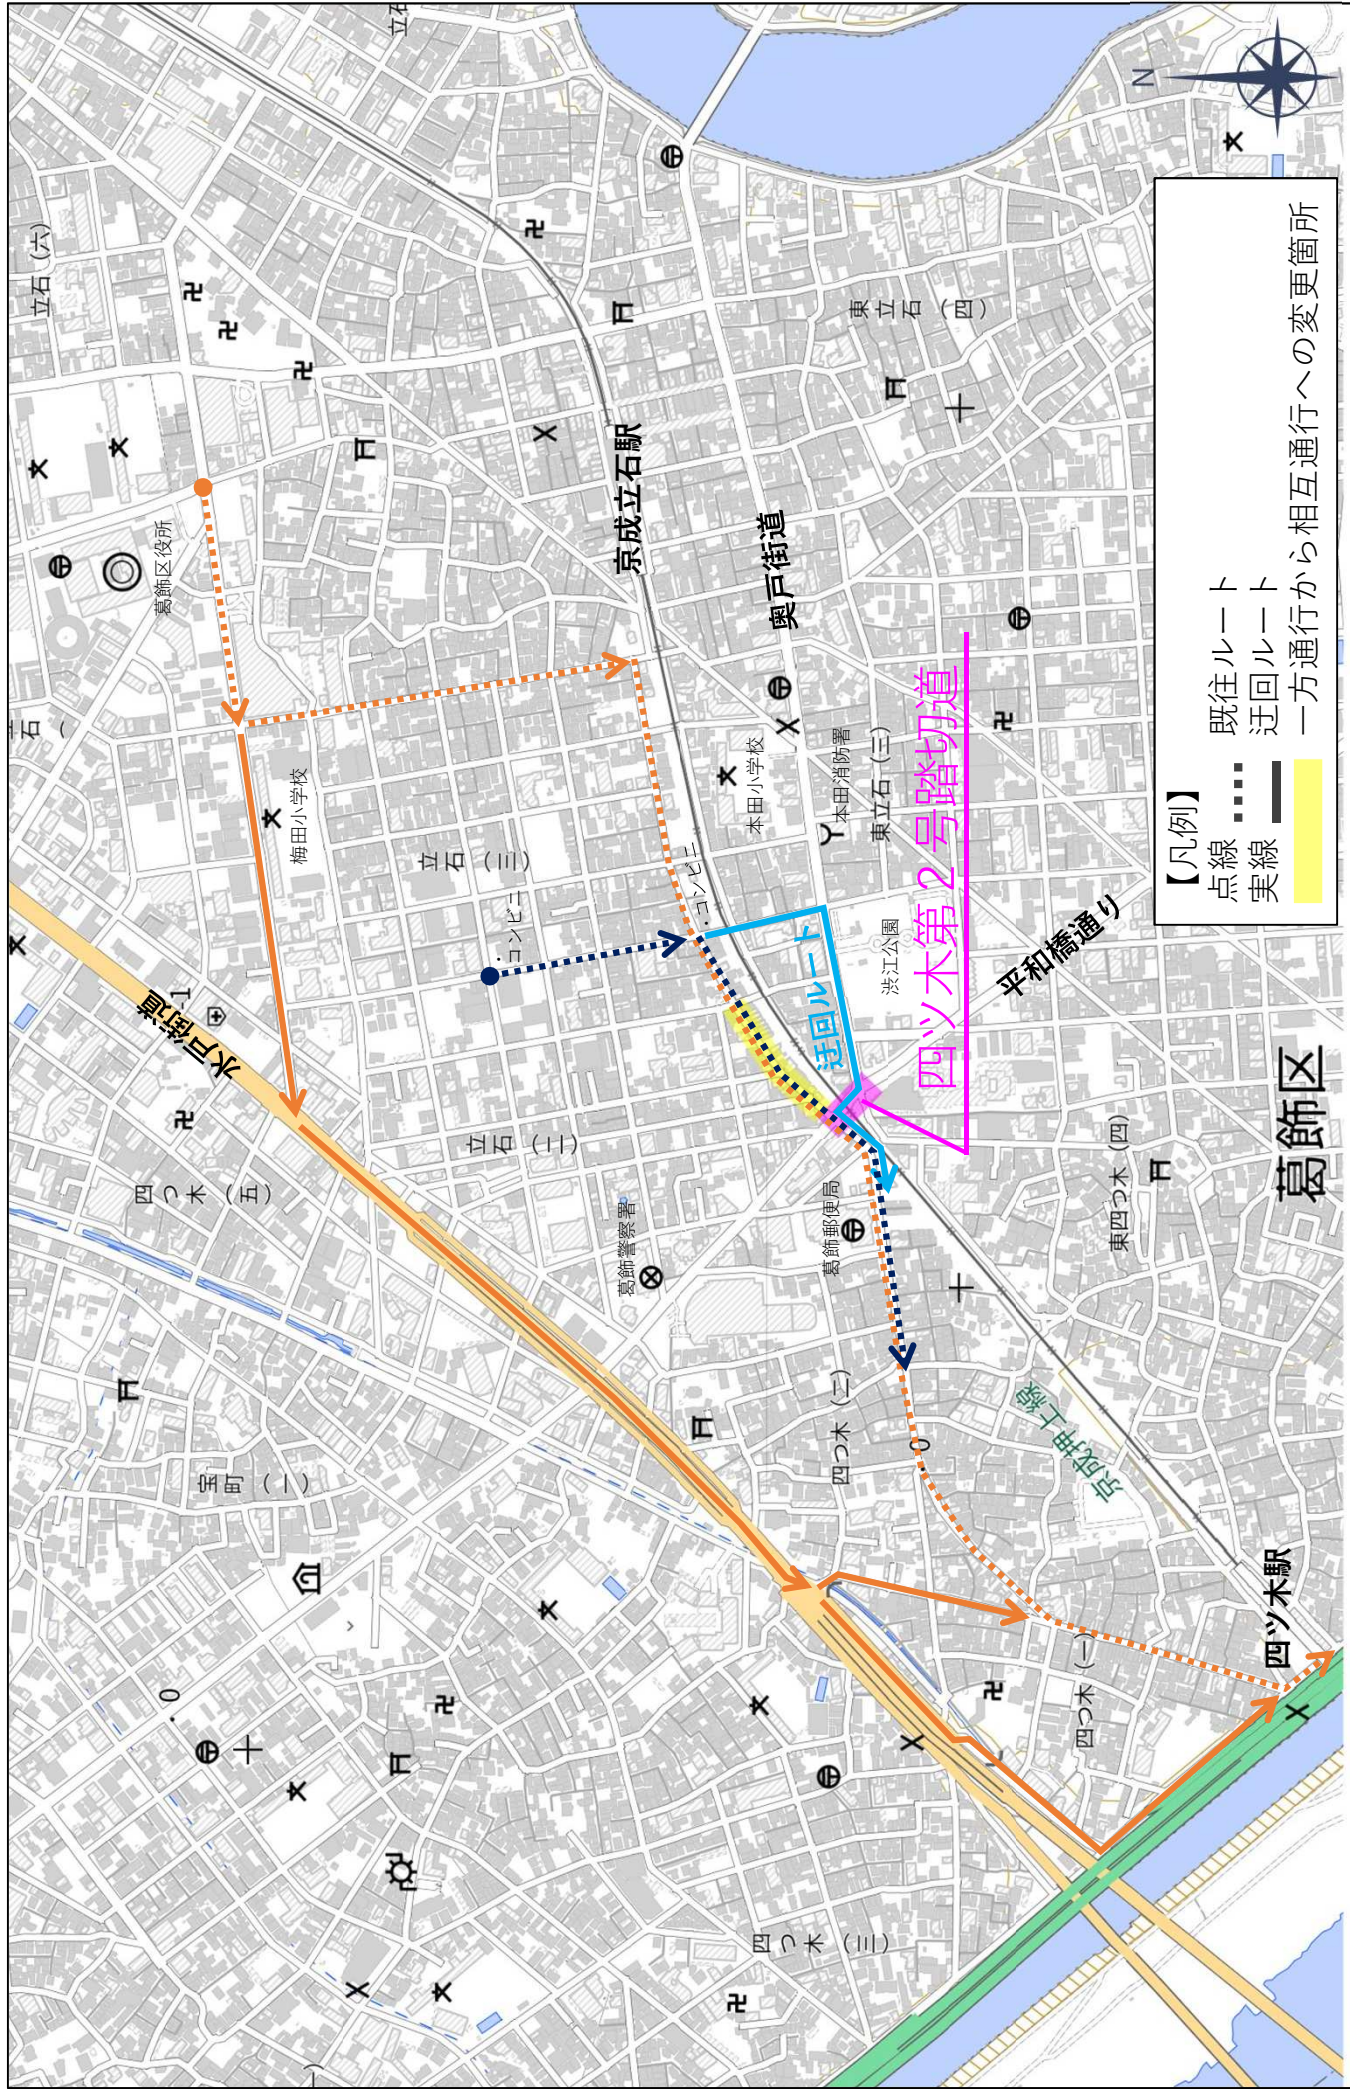 立石（六）
葛飾区役所
京成立石駅
奥戸街道
東立石（四）
梅田小学校
立石（三）
・コンビニ
・コンビニ
本田小学校
本田消防署
東立石（三）
渋江公園
四ツ木第２号踏切道
迂回ルート
平和橋通り
水戸街道
四つ木（五）
立石（二）
葛飾警察署
葛飾郵便局
東四つ木（四）
葛飾区
宝町（一）
四つ木（二）
京成押上線
四つ木（一）
四ツ木駅
四つ木（三）
N
【凡例】
点線 既往ルート
実線 迂回ルート
一方通行から相互通行への変更箇所